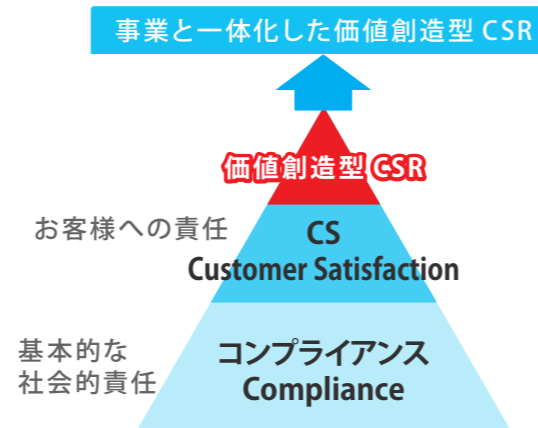 事業と一体化した価値創造型 CSR
価値創造型 CSR
お客様への責任
CS
Customer Satisfaction
基本的な
社会的責任
コンプライアンス
Compliance